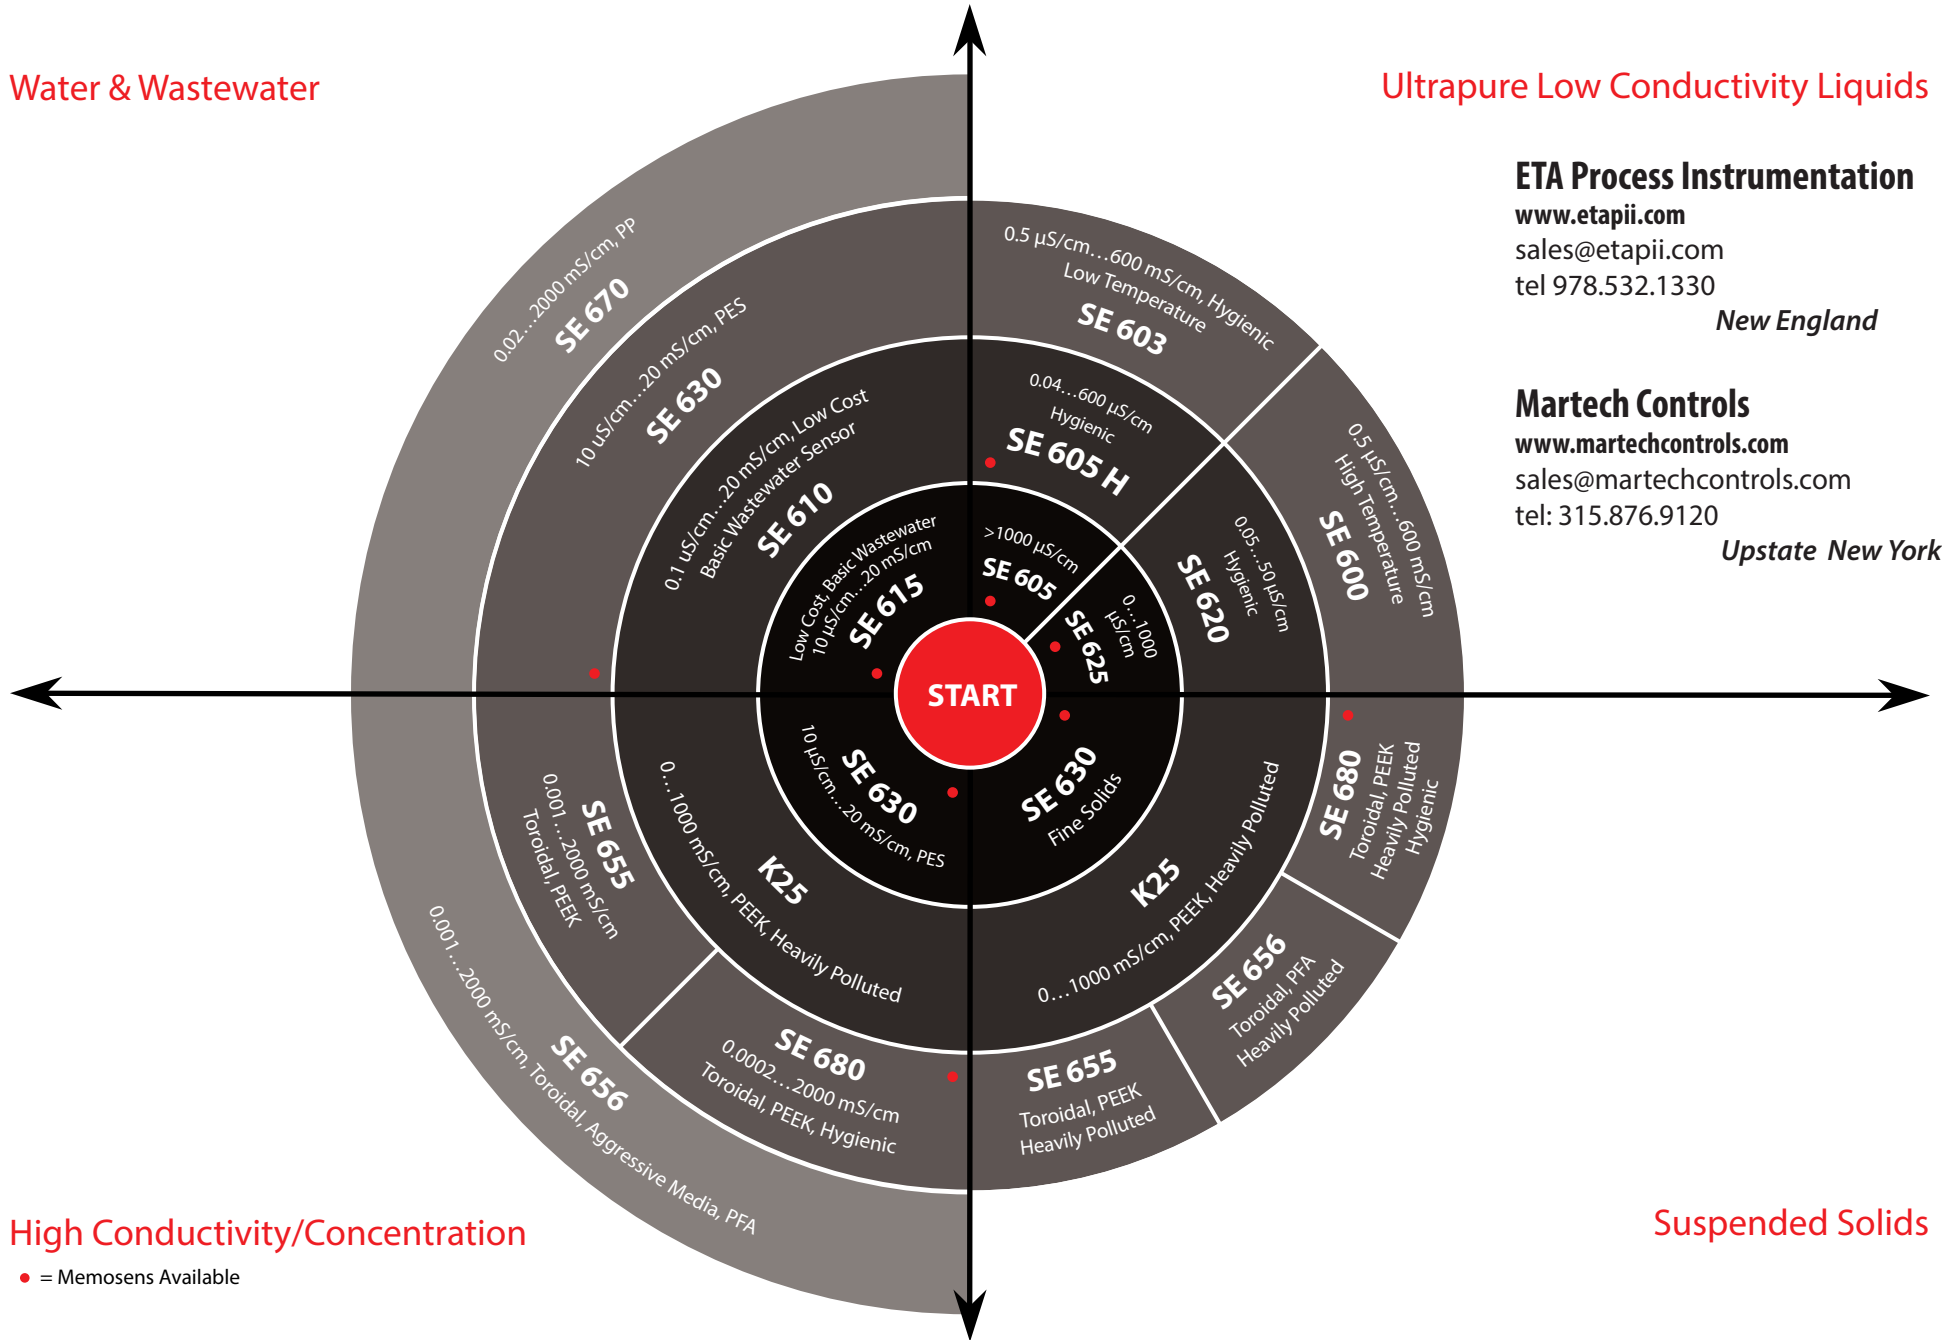 Water & Wastewater
Ultrapure Low Conductivity Liquids
ETA Process Instrumentation
www.etapii.com
sales@etapii.com
tel 978.532.1330
New England
Martech Controls
www.martechcontrols.com
sales@martechcontrols.com
tel: 315.876.9120
Upstate New York
0.02...2000 mS/cm, PP
SE 670
10 uS/cm...20 mS/cm, PES
SE 630
0.1 uS/cm...20 mS/cm, Low Cost
Basic Wastewater Sensor
SE 610
Low Cost, Basic Wastewater
10 µS/cm...20 mS/cm
SE 615
0.5 µS/cm...600 mS/cm, Hygienic
Low Temperature
SE 603
0.04...600 µS/cm
Hygienic
SE 605 H
>1000 µS/cm
SE 605
0.5 µS/cm...600 mS/cm
High Temperature
SE 600
0.05...50 µS/cm
Hygienic
SE 620
0...1000
µS/cm
SE 625
START
SE 630
10 µS/cm...20 mS/cm, PES
K25
0...1000 mS/cm, PEEK, Heavily Polluted
SE 655
0.001...2000 mS/cm
Toroidal, PEEK
SE 680
0.0002...2000 mS/cm
Toroidal, PEEK, Hygienic
SE 656
0.001...2000 mS/cm, Toroidal, Aggressive Media, PFA
SE 630
Fine Solids
K25
0...1000 mS/cm, PEEK, Heavily Polluted
SE 680
Toroidal, PEEK
Heavily Polluted
Hygienic
SE 656
Toroidal, PFA
Heavily Polluted
SE 655
Toroidal, PEEK
Heavily Polluted
High Conductivity/Concentration
= Memosens Available
Suspended Solids